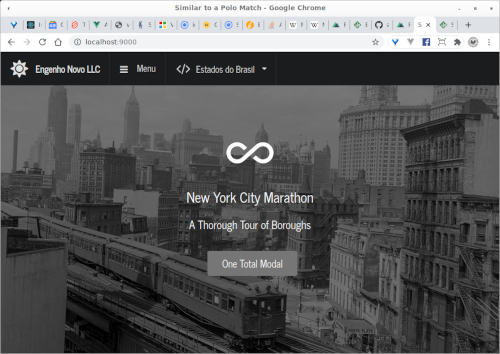 Similar to a Polo Match - Google Chrome
localhost:9000
Engenho Novo LLC
Menu
Estados do Brasil
New York City Marathon
A Thorough Tour of Boroughs
One Total Modal